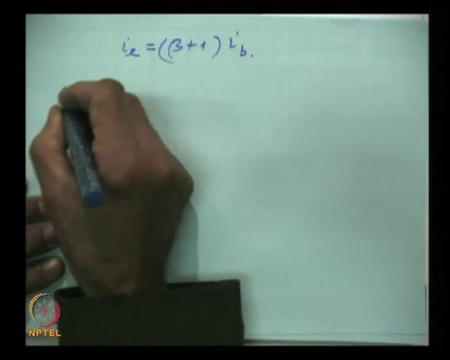 i_e = (β+1) i_b.
NPTEL